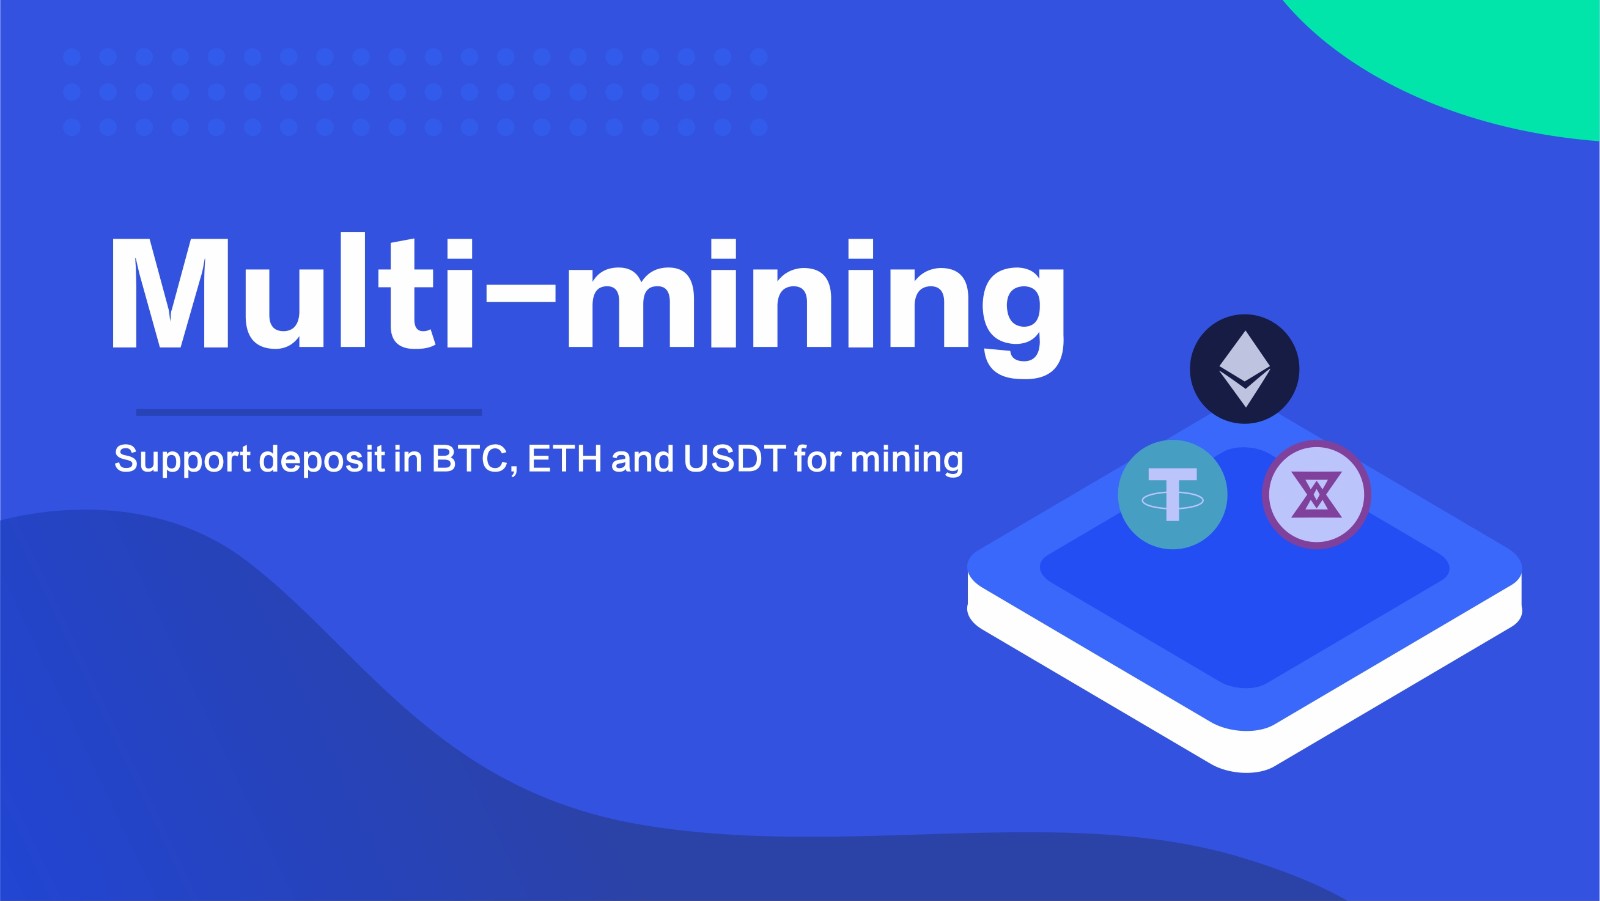 Multi-mining
Support deposit in BTC, ETH and USDT for mining